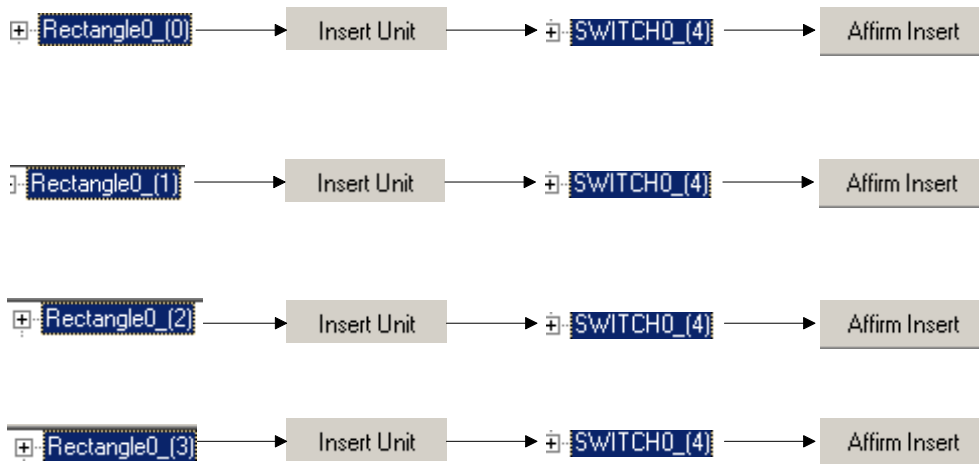 Rectangle0_(0) Insert Unit SWITCH0_(4) Affirm Insert
Rectangle0_(1) Insert Unit SWITCH0_(4) Affirm Insert
Rectangle0_(2) Insert Unit SWITCH0_(4) Affirm Insert
Rectangle0_(3) Insert Unit SWITCH0_(4) Affirm Insert